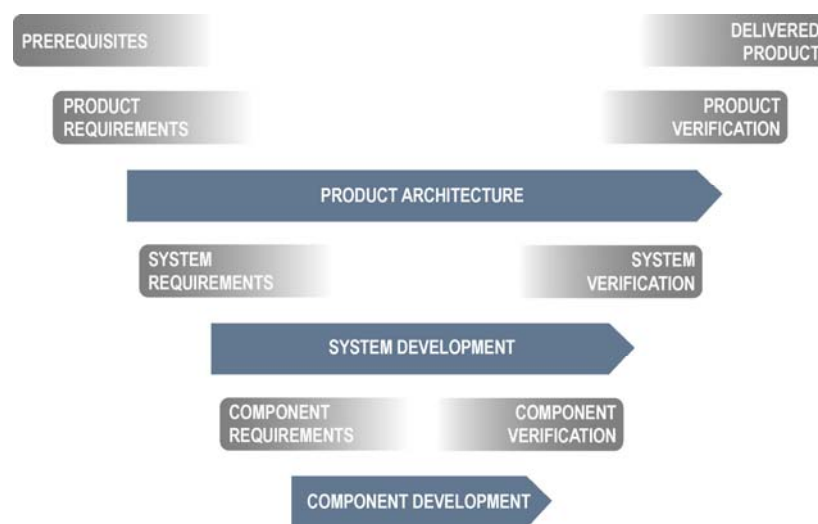 PREREQUISITES
DELIVERED
PRODUCT
PRODUCT
REQUIREMENTS
PRODUCT
VERIFICATION
PRODUCT ARCHITECTURE
SYSTEM
REQUIREMENTS
SYSTEM
VERIFICATION
SYSTEM DEVELOPMENT
COMPONENT
REQUIREMENTS
COMPONENT
VERIFICATION
COMPONENT DEVELOPMENT